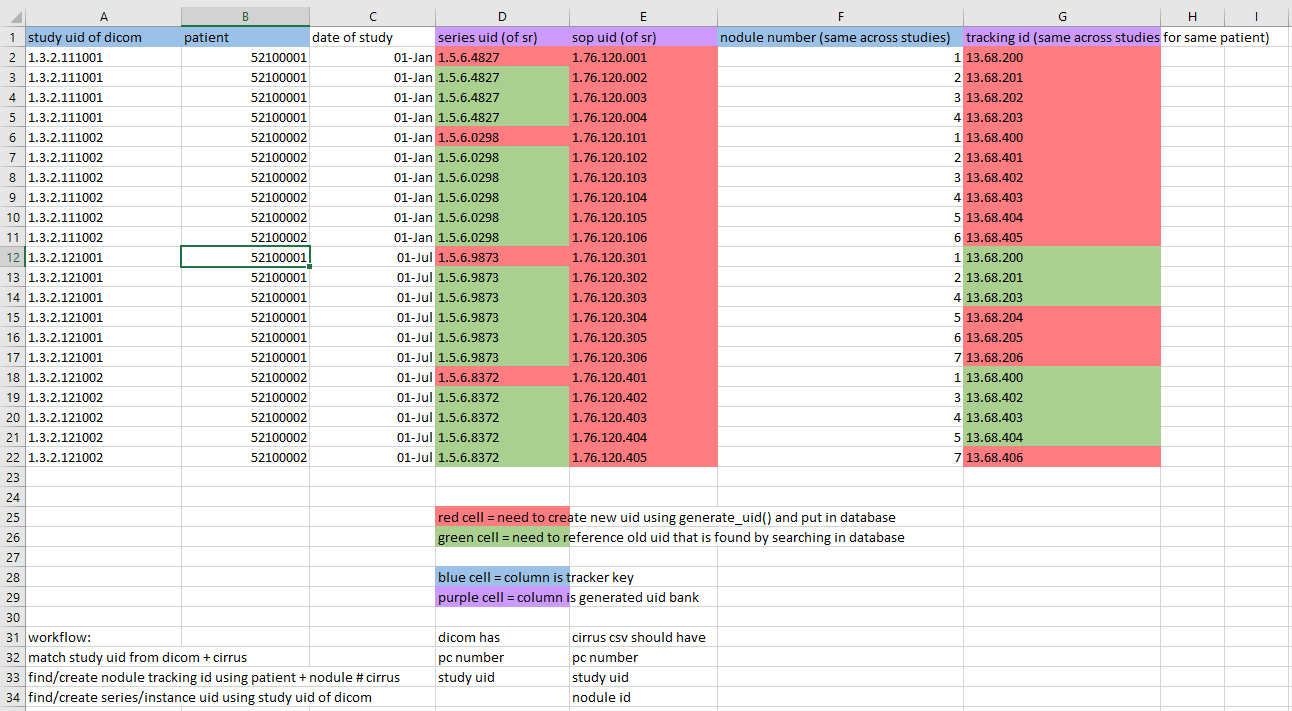 A B C D E F G H I
1 study uid of dicom patient date of study series uid (of sr) sop uid (of sr) nodule number (same across studies) tracking id (same across studies for same patient)
2 1.3.2.111001 52100001 01-Jan 1.5.6.4827 1.76.120.001 1 13.68.200
3 1.3.2.111001 52100001 01-Jan 1.5.6.4827 1.76.120.002 2 13.68.201
4 1.3.2.111001 52100001 01-Jan 1.5.6.4827 1.76.120.003 3 13.68.202
5 1.3.2.111001 52100001 01-Jan 1.5.6.4827 1.76.120.004 4 13.68.203
6 1.3.2.111002 52100002 01-Jan 1.5.6.0298 1.76.120.101 1 13.68.400
7 1.3.2.111002 52100002 01-Jan 1.5.6.0298 1.76.120.102 2 13.68.401
8 1.3.2.111002 52100002 01-Jan 1.5.6.0298 1.76.120.103 3 13.68.402
9 1.3.2.111002 52100002 01-Jan 1.5.6.0298 1.76.120.104 4 13.68.403
10 1.3.2.111002 52100002 01-Jan 1.5.6.0298 1.76.120.105 5 13.68.404
11 1.3.2.111002 52100002 01-Jan 1.5.6.0298 1.76.120.106 6 13.68.405
12 1.3.2.121001 52100001 01-Jul 1.5.6.9873 1.76.120.301 1 13.68.200
13 1.3.2.121001 52100001 01-Jul 1.5.6.9873 1.76.120.302 2 13.68.201
14 1.3.2.121001 52100001 01-Jul 1.5.6.9873 1.76.120.303 4 13.68.203
15 1.3.2.121001 52100001 01-Jul 1.5.6.9873 1.76.120.304 5 13.68.204
16 1.3.2.121001 52100001 01-Jul 1.5.6.9873 1.76.120.305 6 13.68.205
17 1.3.2.121001 52100001 01-Jul 1.5.6.9873 1.76.120.306 7 13.68.206
18 1.3.2.121002 52100002 01-Jul 1.5.6.8372 1.76.120.401 1 13.68.400
19 1.3.2.121002 52100002 01-Jul 1.5.6.8372 1.76.120.402 3 13.68.402
20 1.3.2.121002 52100002 01-Jul 1.5.6.8372 1.76.120.403 4 13.68.403
21 1.3.2.121002 52100002 01-Jul 1.5.6.8372 1.76.120.404 5 13.68.404
22 1.3.2.121002 52100002 01-Jul 1.5.6.8372 1.76.120.405 7 13.68.406
23
24
25 red cell = need to create new uid using generate_uid() and put in database
26 green cell = need to reference old uid that is found by searching in database
27
28 blue cell = column is tracker key
29 purple cell = column is generated uid bank
30
31 workflow: dicom has cirrus csv should have
32 match study uid from dicom + cirrus pc number pc number
33 find/create nodule tracking id using patient + nodule # cirrus study uid study uid
34 find/create series/instance uid using study uid of dicom nodule id